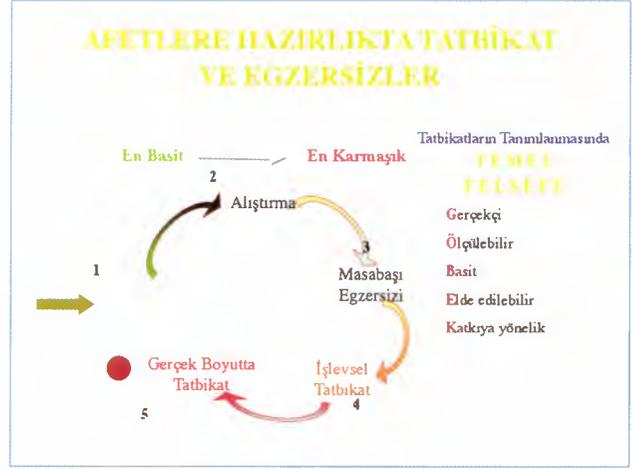 AFETLERE HAZIRLIKTA TATBİKAT
VE EGZERSİZLER
En Basit
En Karmaşık
Tatbikatların Tanımlanmasında
TEMEL
FELSEFE
Gerçekçi
Ölçülebilir
Basit
Elde edilebilir
Katkıya yönelik
1
2
Alıştırma
3
Masabaşı
Egzersizi
İşlevsel
Tatbikat
4
Gerçek Boyutta
Tatbikat
5